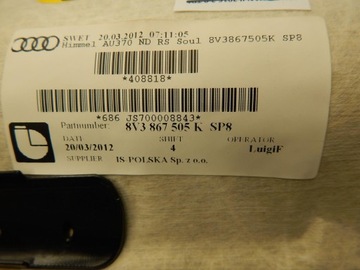 SWET 20.03.2012 07:11:05
Himmel AU370 ND RS Soul 8V3867505K SP8
*408818*
*686 JS700008843*
Partnumber 8V3 867 505 K SP8
DATE SHIFT OPERATOR
20/03/2012 4 LuigiF
SUPPLIER IS-POLSKA Sp. z o.o.